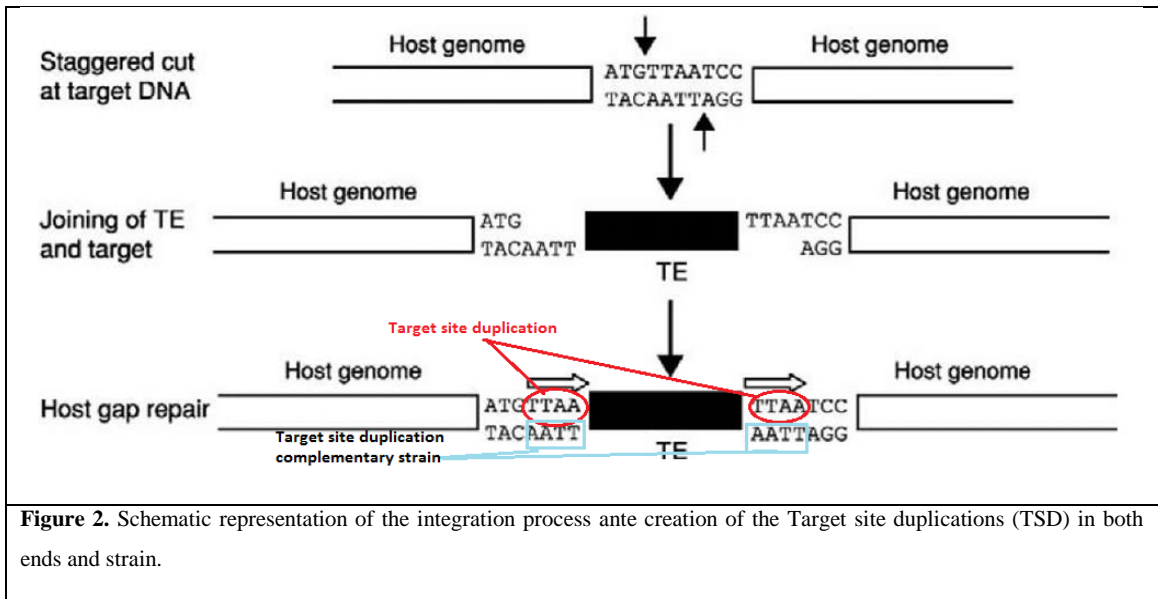 Staggered cut
at target DNA
Host genome
Host genome
ATGTTAATCC
TACAATTAGG
Joining of TE
and target
Host genome
Host genome
ATG
TACAATT
TTAATCC
AGG
TE
Target site duplication
Host gap repair
Host genome
Host genome
ATGTTAA
TACAATT
TTAATCC
AATTAGG
TE
Target site duplication
complementary strain
Figure 2. Schematic representation of the integration process ante creation of the Target site duplications (TSD) in both
ends and strain.